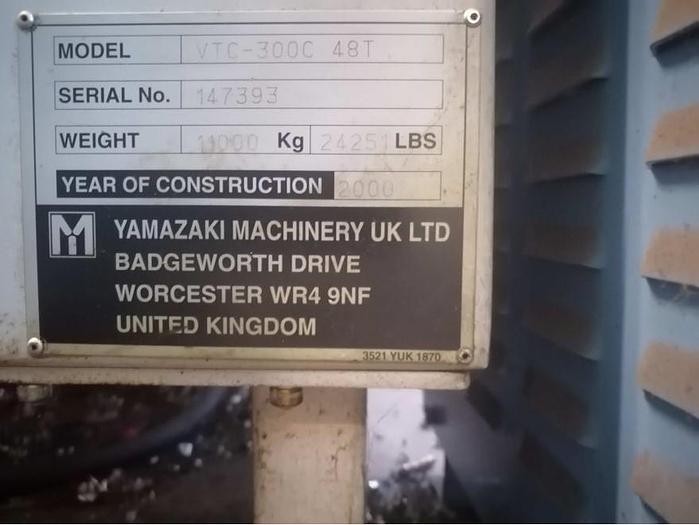 MODEL VTC-300C 48T
SERIAL No. 147393
WEIGHT 11000 Kg 24251 LBS
YEAR OF CONSTRUCTION 2000
YAMAZAKI MACHINERY UK LTD
BADGEWORTH DRIVE
WORCESTER WR4 9NF
UNITED KINGDOM
3521 YUK 1870